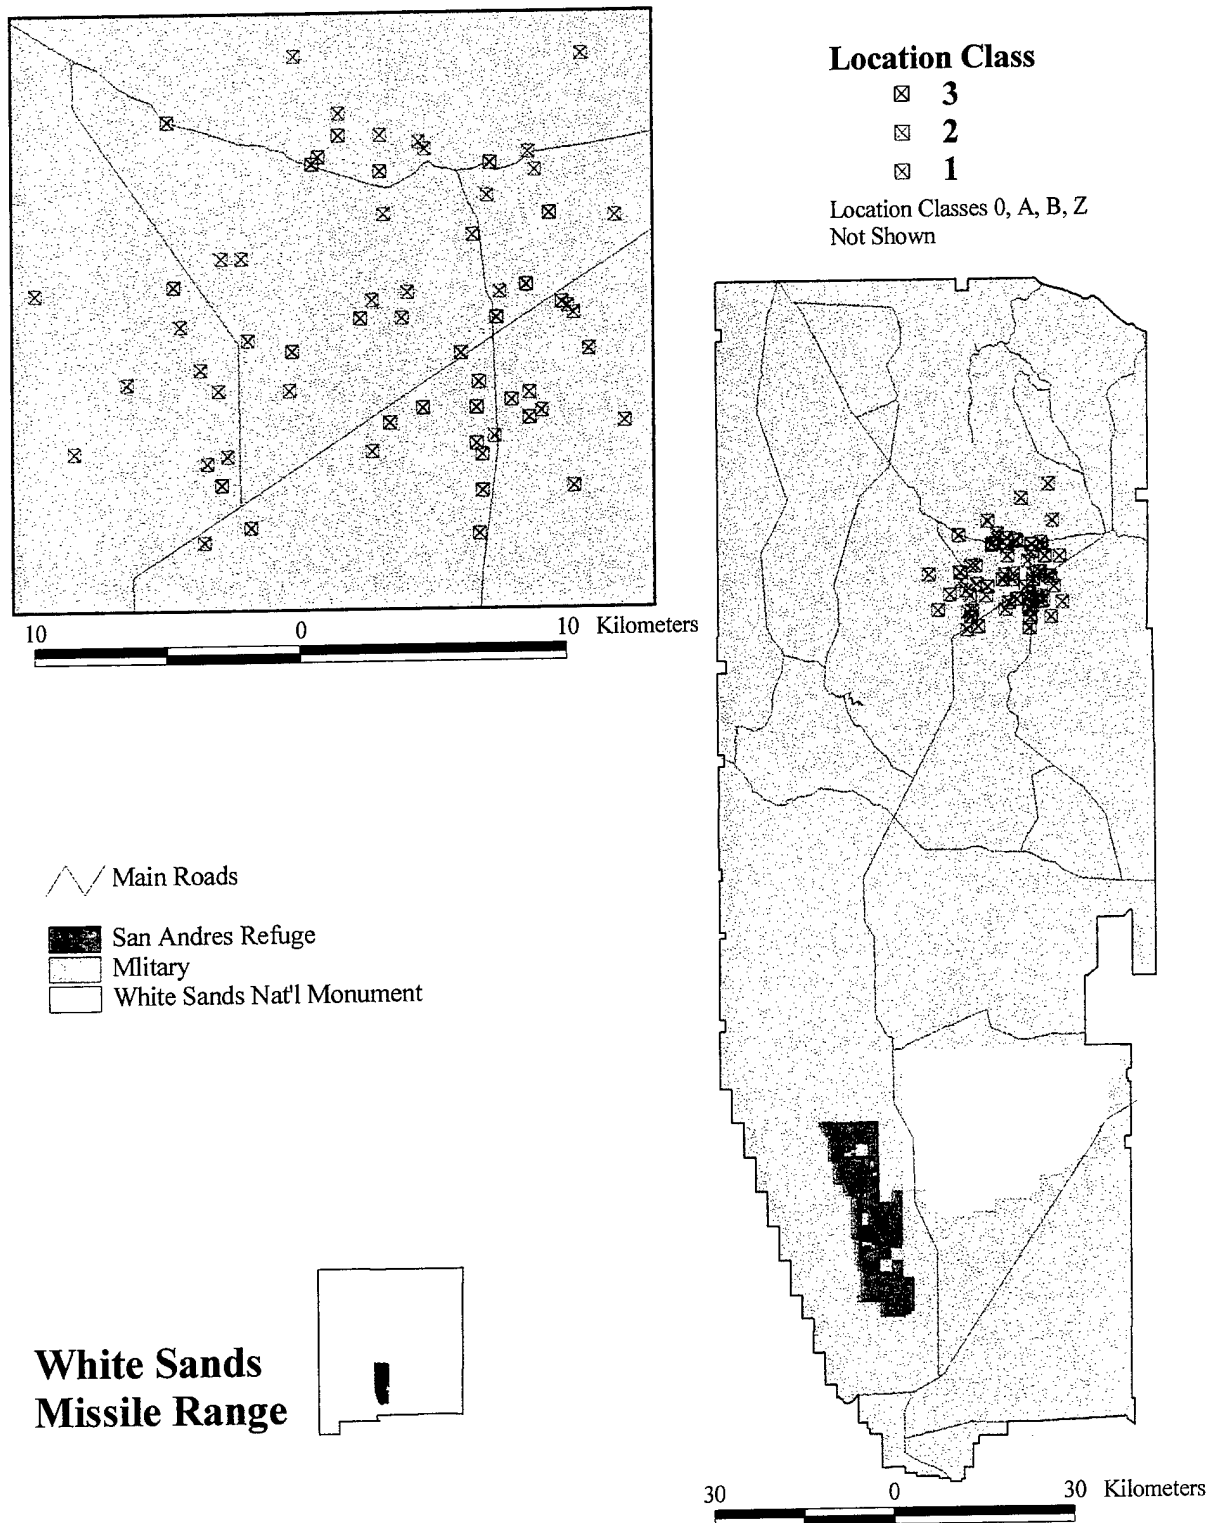 Location Class
3
2
1
Location Classes 0, A, B, Z
Not Shown
10 0 10 Kilometers
Main Roads
San Andres Refuge
Mlitary
White Sands Nat'l Monument
White Sands
Missile Range
30 0 30 Kilometers